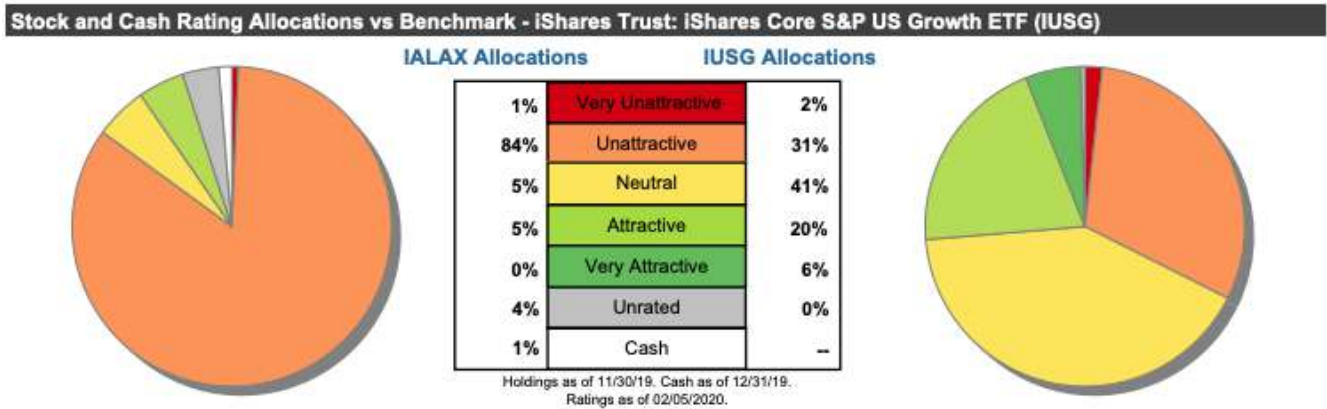 Stock and Cash Rating Allocations vs Benchmark - iShares Trust: iShares Core S&P US Growth ETF (IUSG)
IALAX Allocations IUSG Allocations
1% Very Unattractive 2%
84% Unattractive 31%
5% Neutral 41%
5% Attractive 20%
0% Very Attractive 6%
4% Unrated 0%
1% Cash --
Holdings as of 11/30/19. Cash as of 12/31/19.
Ratings as of 02/05/2020.